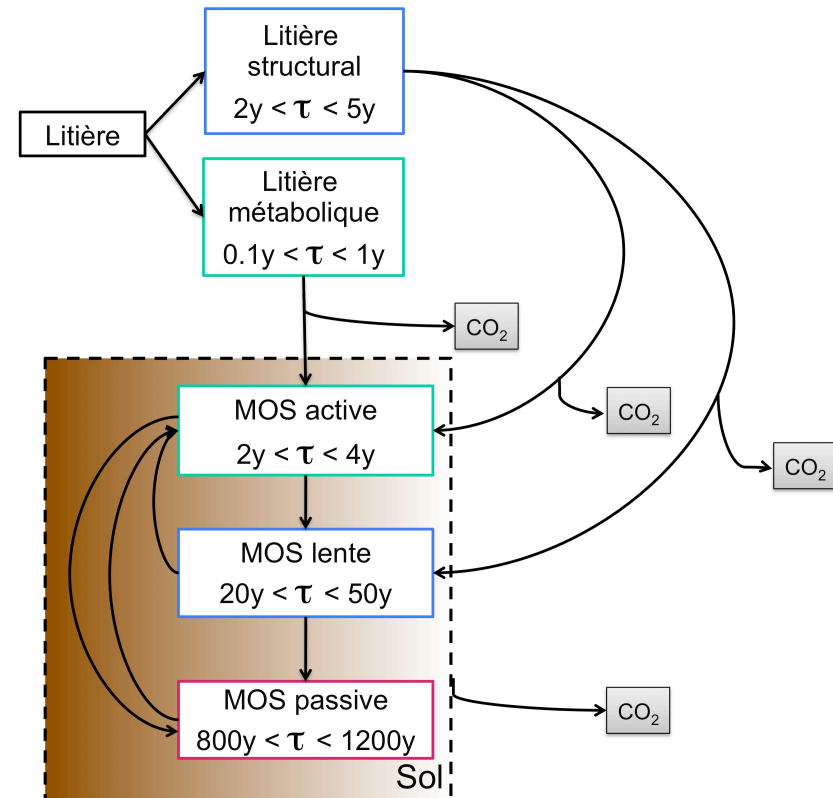 Litière
structural
2y < τ < 5y
Litière
Litière
métabolique
0.1y < τ < 1y
CO₂
MOS active
2y < τ < 4y
CO₂
CO₂
MOS lente
20y < τ < 50y
MOS passive
800y < τ < 1200y
CO₂
Sol